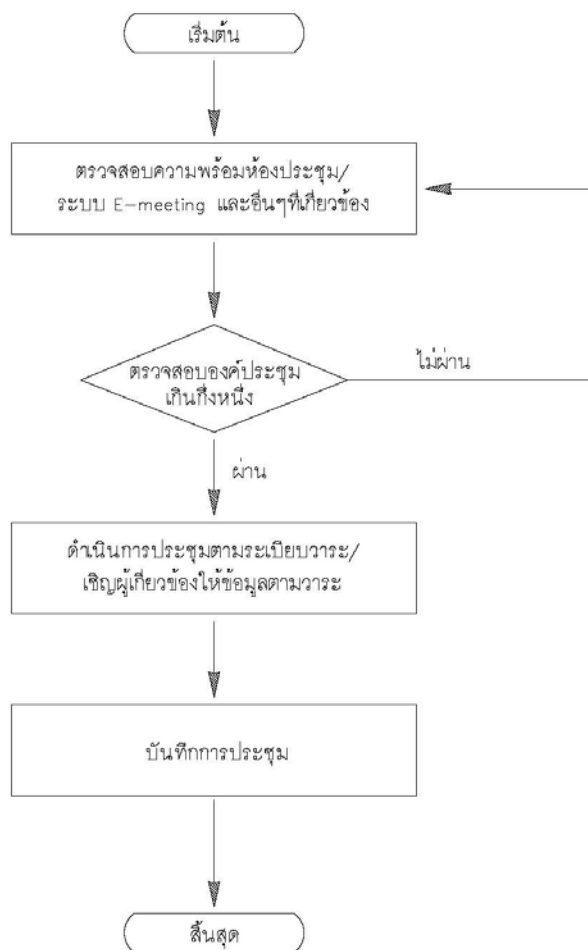 เริ่มต้น
ตรวจสอบความพร้อมห้องประชุม/
ระบบ E-meeting และอื่นๆที่เกี่ยวข้อง
ตรวจสอบองค์ประชุม
เกินกึ่งหนึ่ง
ไม่ผ่าน
ผ่าน
ดำเนินการประชุมตามระเบียบวาระ/
เชิญผู้เกี่ยวข้องให้ข้อมูลตามวาระ
บันทึกการประชุม
สิ้นสุด